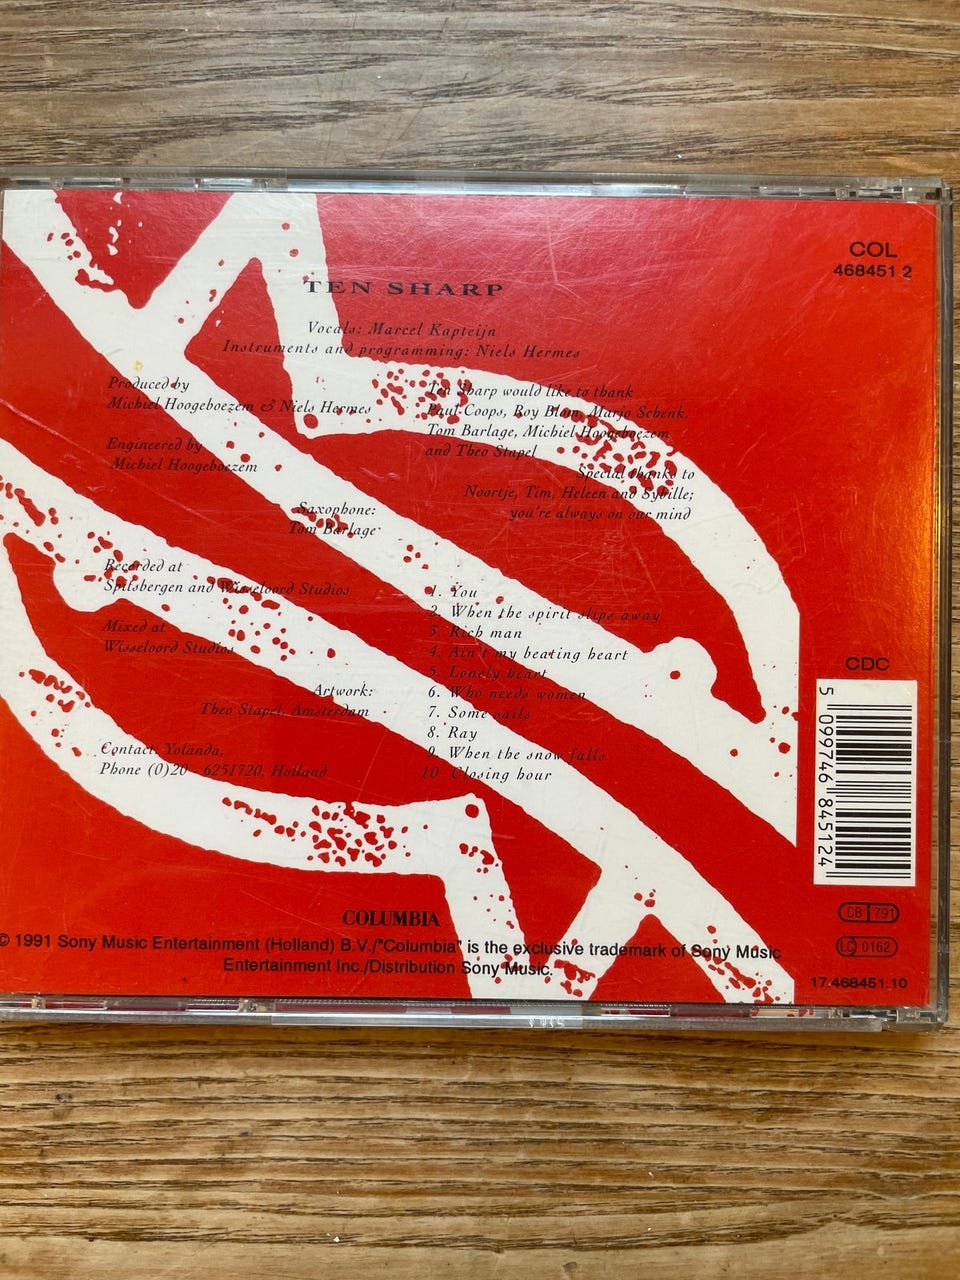 COL
468451 2
TEN SHARP
Vocals: Marcel Kapteijn
Instruments and programming: Niels Hermes
Produced by
Michiel Hoogeboezem & Niels Hermes
Engineered by
Michiel Hoogeboezem
Saxophone:
Tom Barlage
Recorded at
Spitsbergen and Wisseloord Studios
Mixed at
Wisseloord Studios
Artwork:
Theo Stapel, Amsterdam
Contact: Yolanda,
Phone (0)20 - 6251720, Holland
Ten Sharp would like to thank
Paul Coops, Roy Blom, Marjo Schenk,
Tom Barlage, Michiel Hoogeboezem
and Theo Stapel
Special thanks to
Noortje, Tim, Heleen and Sybille;
you're always on our mind
1. You
2. When the spirit slips away
3. Rich man
4. Ain't my beating heart
5. Lonely heart
6. Who needs women
7. Some sails
8. Ray
9. When the snow falls
10 Closing hour
CDC
5 099746 845124
CB 791
LC 0162
17.468451.10
COLUMBIA
© 1991 Sony Music Entertainment (Holland) B.V./"Columbia" is the exclusive trademark of Sony Music
Entertainment Inc./Distribution Sony Music.